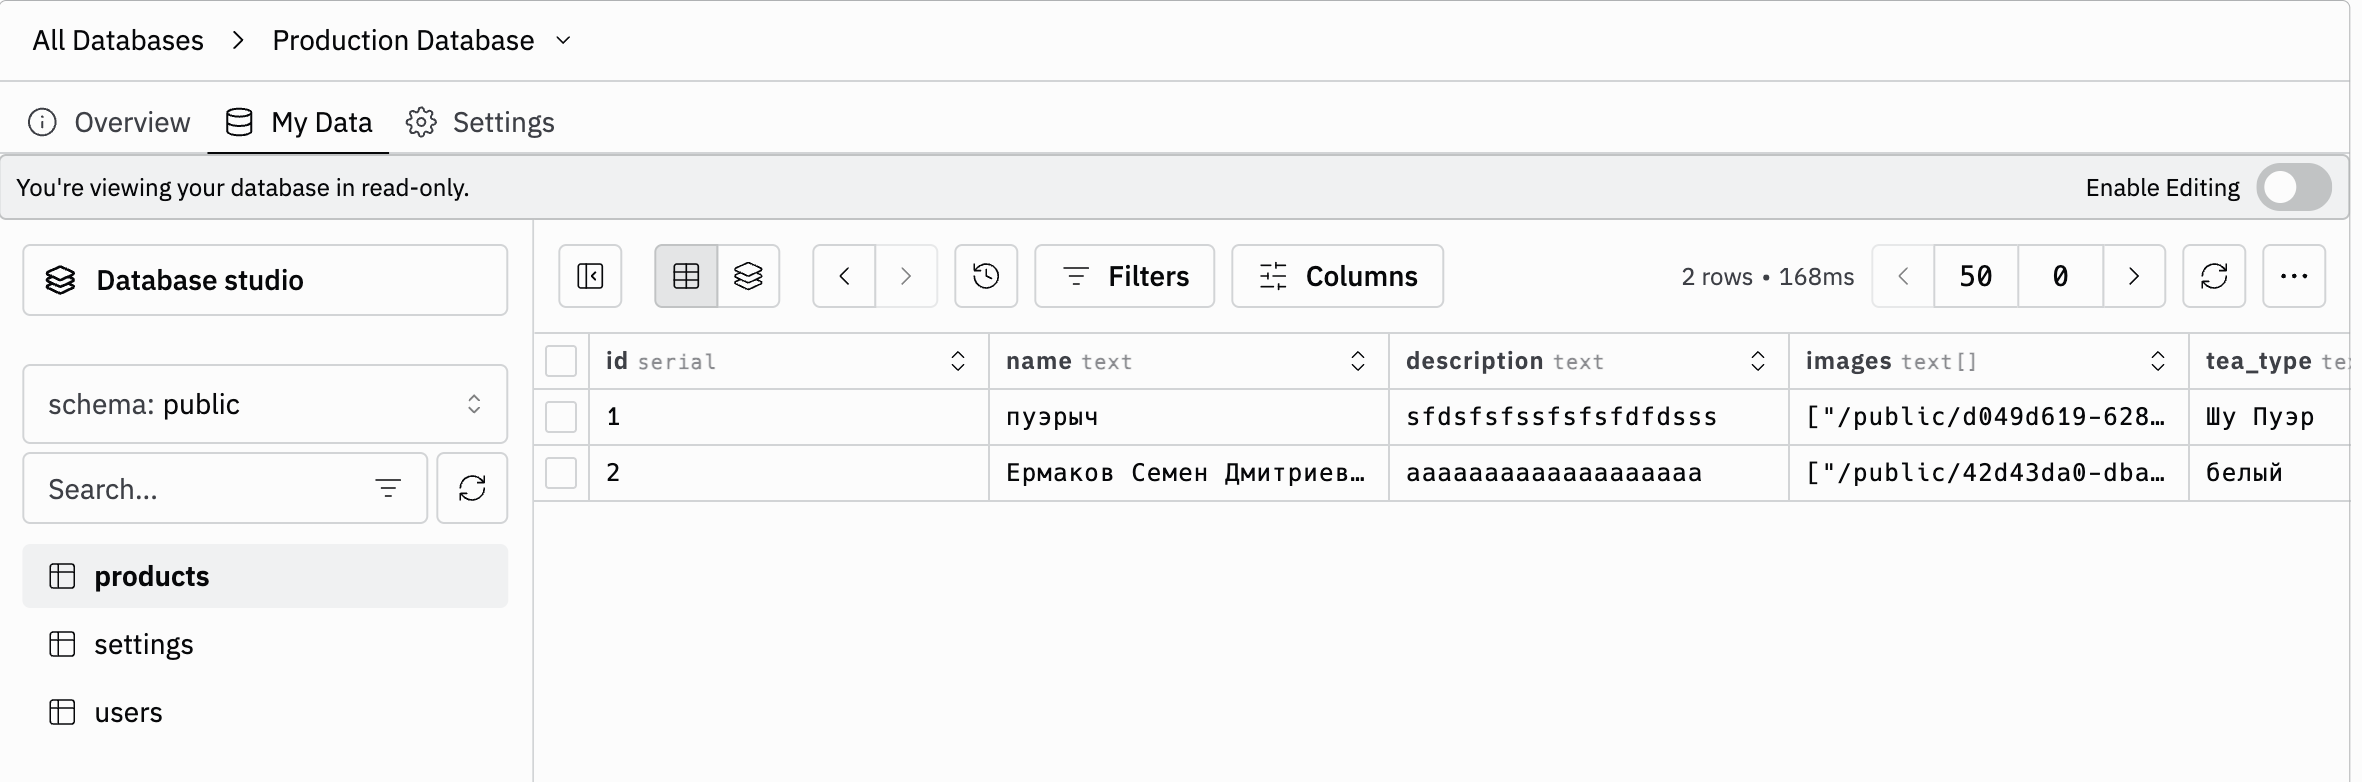 All Databases > Production Database
Overview My Data Settings
You're viewing your database in read-only. Enable Editing
Database studio
Filters Columns 2 rows • 168ms 50 0
schema: public
Search...
products
settings
users
id serial name text description text images text[] tea_type te
1 пуэрыч sfdsfsfssfsfsfdfdsss ["/public/d049d619-628… Шу Пуэр
2 Ермаков Семен Дмитриев… aaaaaaaaaaaaaaaaaaa ["/public/42d43da0-dba… белый